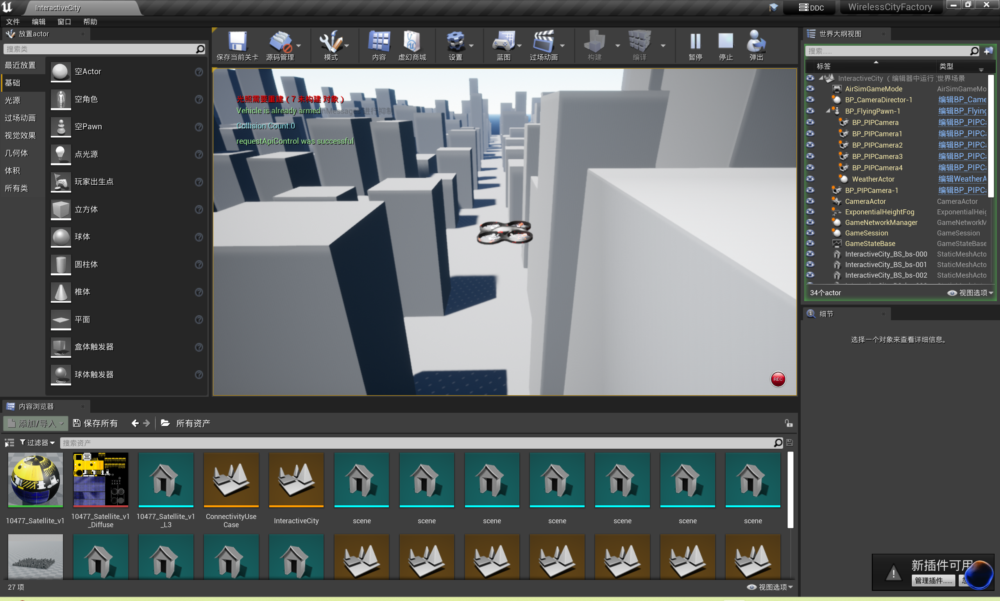 InteractiveCity
DDC
WirelessCityFactory
文件 编辑 窗口 帮助
放置actor
搜索类
最近放置
基础
光源
过场动画
视觉效果
几何体
体积
所有类
空Actor
空角色
空Pawn
点光源
玩家出生点
立方体
球体
圆柱体
椎体
平面
盒体触发器
球体触发器
保存当前关卡 源码管理 模式 内容 虚幻商城 设置 蓝图 过场动画 构建 编译 暂停 停止 弹出
光照需要重建（7 未构建 对象）
Vehicle is already armed
进行抑制
Collision Count:0
requestApiControl was successful
REC
世界大纲视图
搜索......
标签 类型
InteractiveCity（编辑器中运行 世界场景
AirSimGameMode AirSimGameMo
BP_CameraDirector-1 编辑BP_Came
BP_FlyingPawn-1 编辑BP_Flying
BP_PIPCamera 编辑BP_PIPCa
BP_PIPCamera1 编辑BP_PIPCa
BP_PIPCamera2 编辑BP_PIPCa
BP_PIPCamera3 编辑BP_PIPCa
BP_PIPCamera4 编辑BP_PIPCa
WeatherActor 编辑WeatherA
BP_PIPCamera-1 编辑BP_PIPCa
CameraActor CameraActor
ExponentialHeightFog ExponentialHeig
GameNetworkManager GameNetworkM
GameSession GameSession
GameStateBase GameStateBase
InteractiveCity_BS_bs-000 StaticMeshActo
InteractiveCity_BS_bs-001 StaticMeshActo
InteractiveCity_BS_bs-002 StaticMeshActo
34个actor 视图选项
细节
选择一个对象来查看详细信息。
内容浏览器
添加/导入 保存所有 所有资产
过滤器 搜索资产
10477_Satellite_v1
10477_Satellite_v1
_Diffuse
10477_Satellite_v1
_L3
ConnectivityUse
Case
InteractiveCity
scene
scene
scene
scene
scene
scene
scene
27 项 视图选项
新插件可用
管理插件......